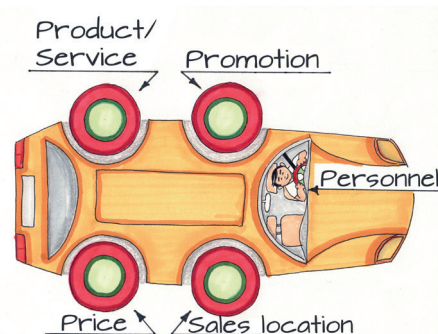 Product/
Service
Promotion
Personnel
Price
Sales location